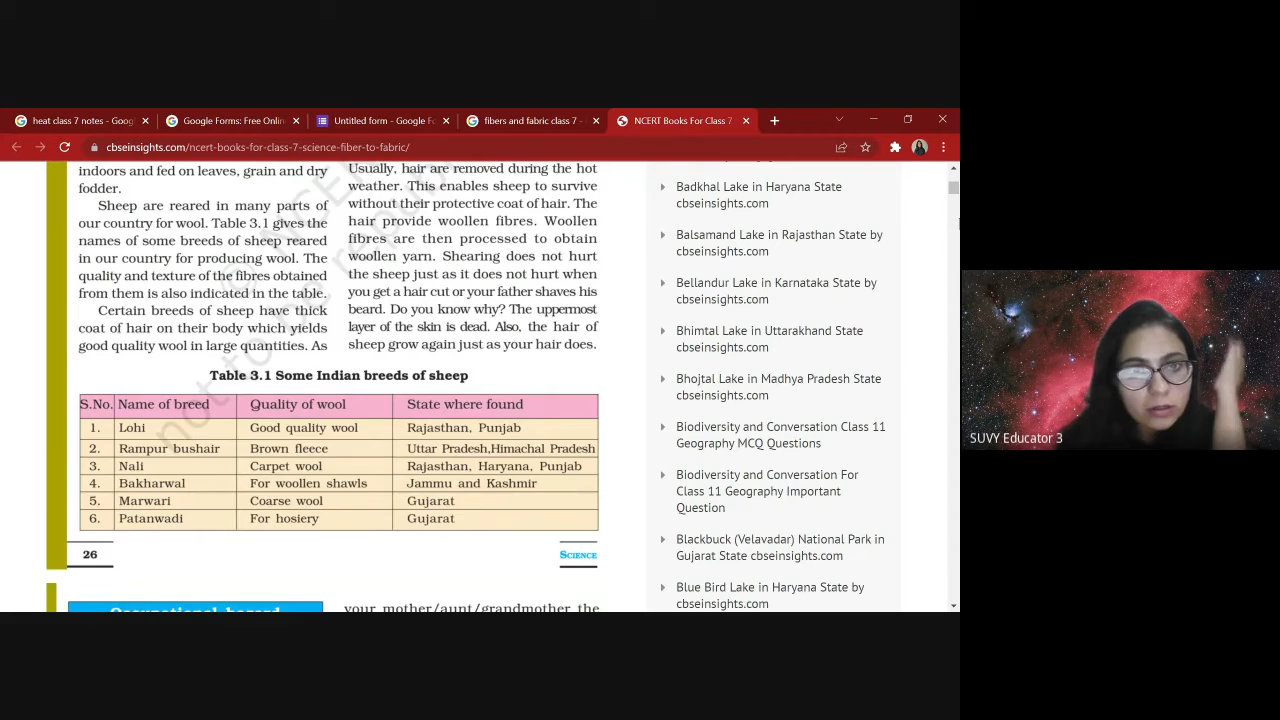 heat class 7 notes - Goog
Google Forms: Free Onlin
Untitled form - Google Fo
fibers and fabric class 7 -
NCERT Books For Class 7
cbseinsights.com/ncert-books-for-class-7-science-fiber-to-fabric/
indoors and fed on leaves, grain and dry
fodder.
Sheep are reared in many parts of
our country for wool. Table 3.1 gives the
names of some breeds of sheep reared
in our country for producing wool. The
quality and texture of the fibres obtained
from them is also indicated in the table.
Certain breeds of sheep have thick
coat of hair on their body which yields
good quality wool in large quantities. As
Usually, hair are removed during the hot
weather. This enables sheep to survive
without their protective coat of hair. The
hair provide woollen fibres. Woollen
fibres are then processed to obtain
woollen yarn. Shearing does not hurt
the sheep just as it does not hurt when
you get a hair cut or your father shaves his
beard. Do you know why? The uppermost
layer of the skin is dead. Also, the hair of
sheep grow again just as your hair does.
Table 3.1 Some Indian breeds of sheep
S.No. Name of breed Quality of wool State where found
1. Lohi Good quality wool Rajasthan, Punjab
2. Rampur bushair Brown fleece Uttar Pradesh,Himachal Pradesh
3. Nali Carpet wool Rajasthan, Haryana, Punjab
4. Bakharwal For woollen shawls Jammu and Kashmir
5. Marwari Coarse wool Gujarat
6. Patanwadi For hosiery Gujarat
26
SCIENCE
Occupational hazard
your mother/aunt/grandmother the
© NCERT
not to be repub
Badkhal Lake in Haryana State
cbseinsights.com
Balsamand Lake in Rajasthan State by
cbseinsights.com
Bellandur Lake in Karnataka State by
cbseinsights.com
Bhimtal Lake in Uttarakhand State
cbseinsights.com
Bhojtal Lake in Madhya Pradesh State
cbseinsights.com
Biodiversity and Conversation Class 11
Geography MCQ Questions
Biodiversity and Conversation For
Class 11 Geography Important
Question
Blackbuck (Velavadar) National Park in
Gujarat State cbseinsights.com
Blue Bird Lake in Haryana State by
cbseinsights.com
SUVY Educator 3